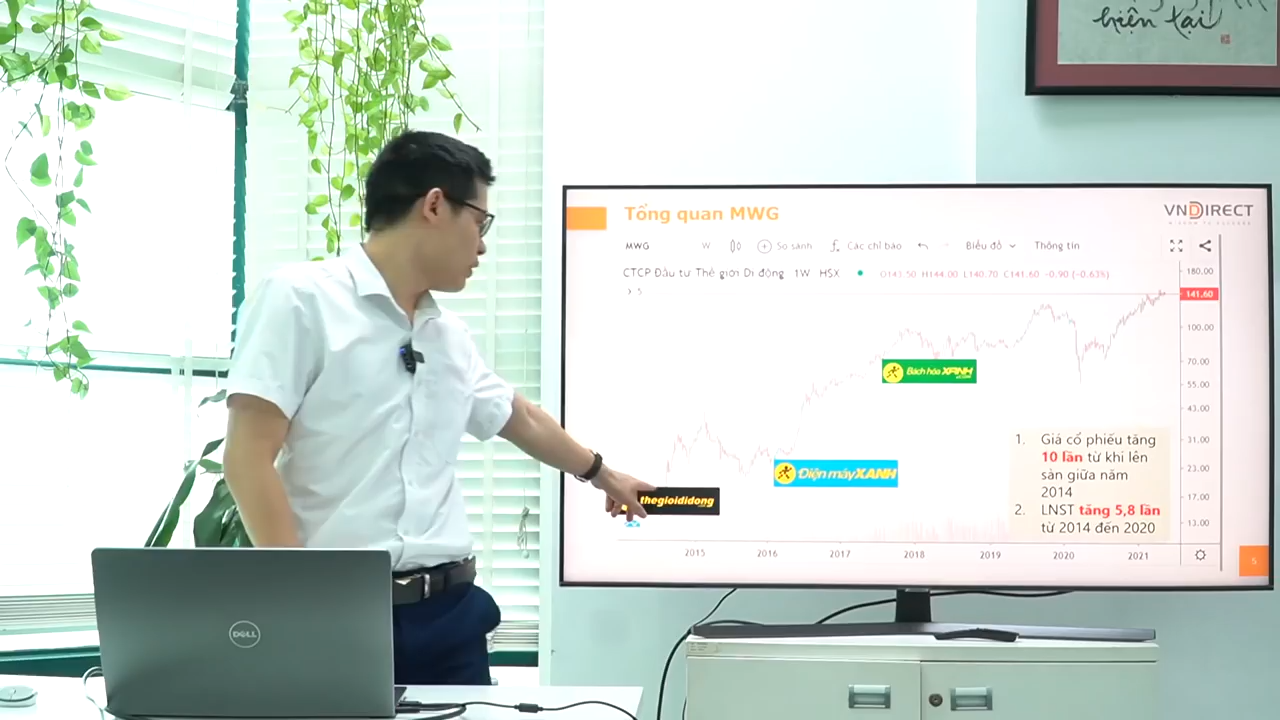 hiện tại
Tổng quan MWG
VNDIRECT
WISDOM TO SUCCESS
MWG W So sánh Các chỉ báo Biểu đồ Thông tin
CTCP Đầu tư Thế giới Di động 1W HSX O143.50 H144.00 L140.70 C141.60 -0.90 (-0.63%)
5
180.00
141.60
100.00
70.00
55.00
43.00
31.00
23.00
17.00
13.00
Bách hóa XANH
Điện máy XANH
thegioididong
1. Giá cổ phiếu tăng
10 lần từ khi lên
sàn giữa năm
2014
2. LNST tăng 5,8 lần
từ 2014 đến 2020
2015 2016 2017 2018 2019 2020 2021
5
DELL